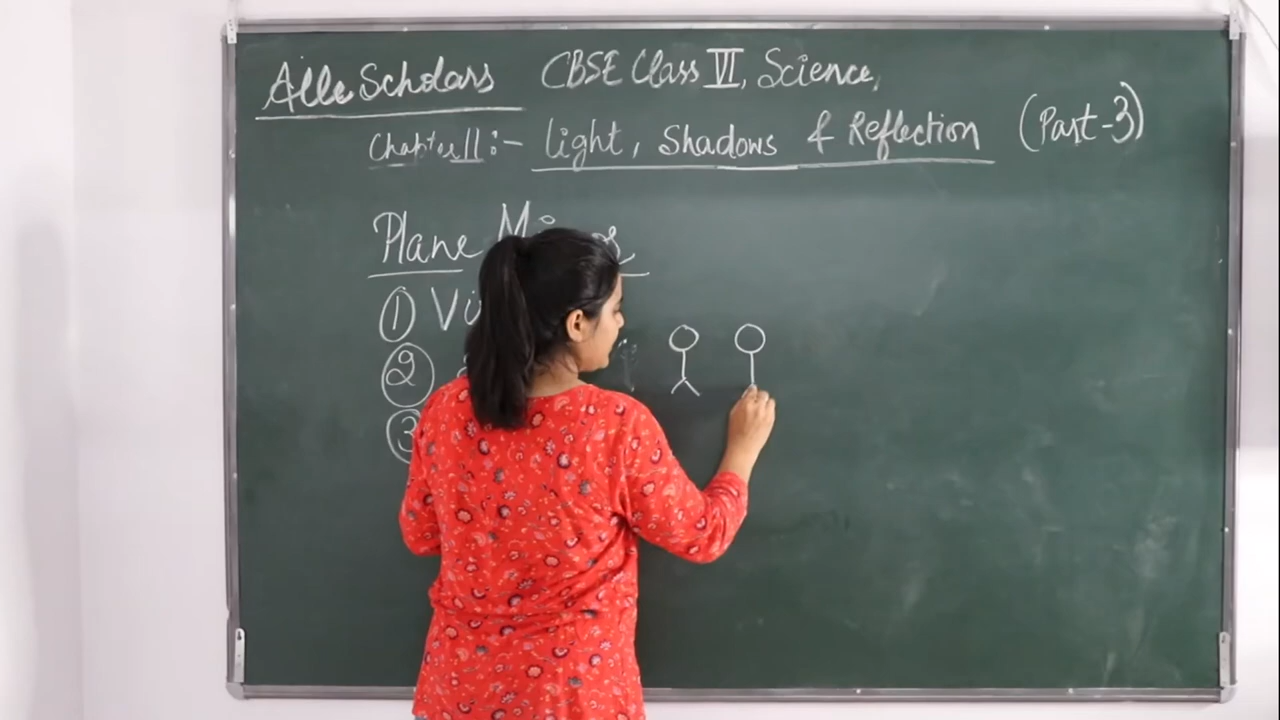 Alle Scholars CBSE Class VI, Science,
Chapter 11 :- Light, Shadows & Reflection (Part-3)
Plane
1
2
3